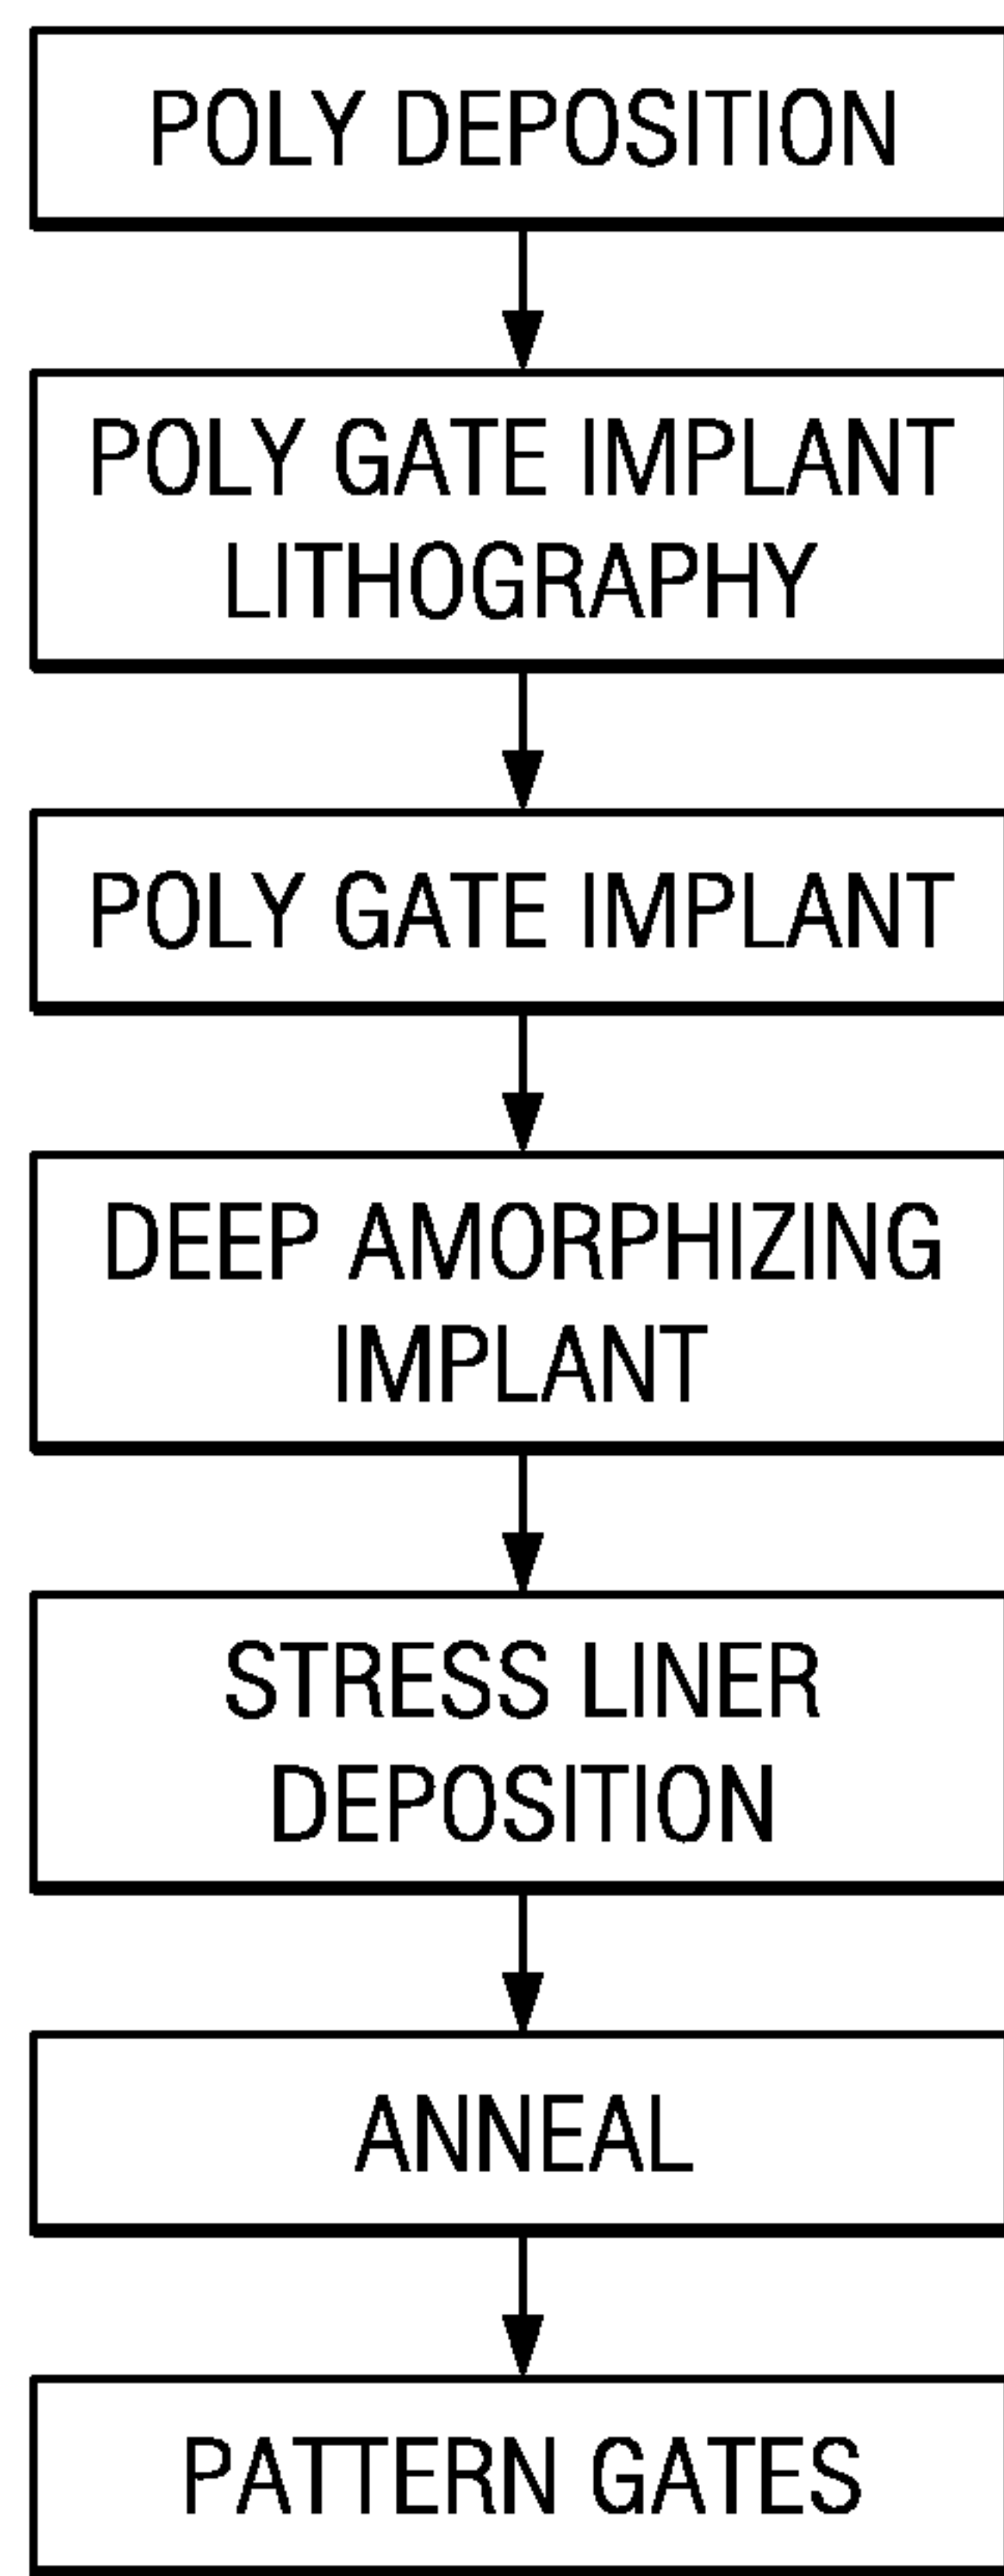 POLY DEPOSITION
POLY GATE IMPLANT
LITHOGRAPHY
POLY GATE IMPLANT
DEEP AMORPHIZING
IMPLANT
STRESS LINER
DEPOSITION
ANNEAL
PATTERN GATES